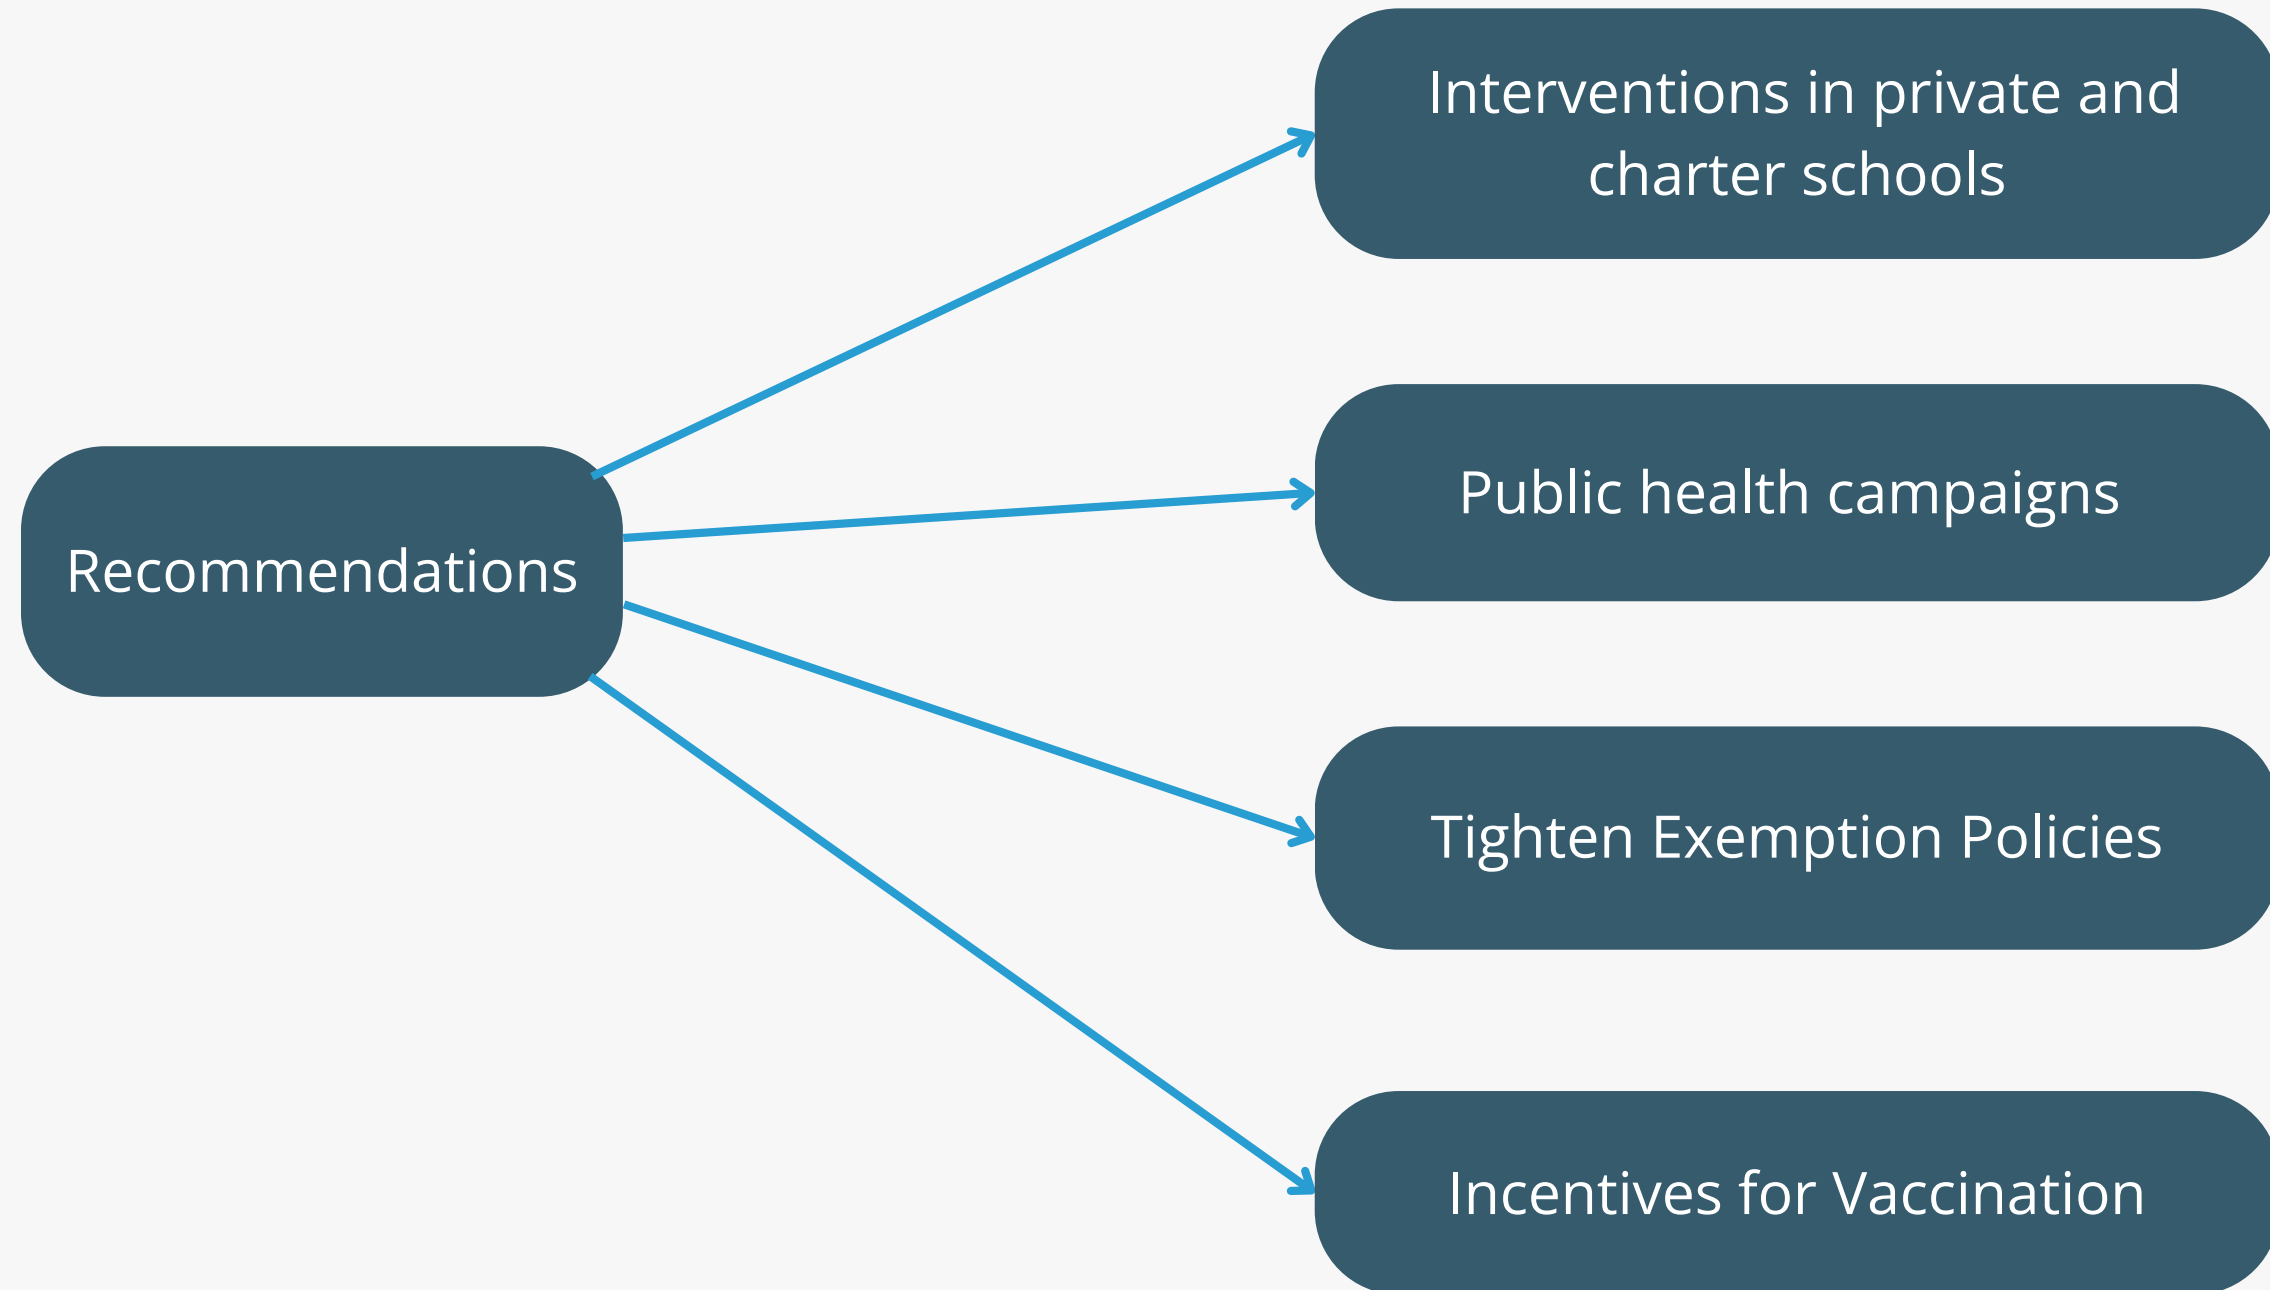 Recommendations
Interventions in private and
charter schools
Public health campaigns
Tighten Exemption Policies
Incentives for Vaccination